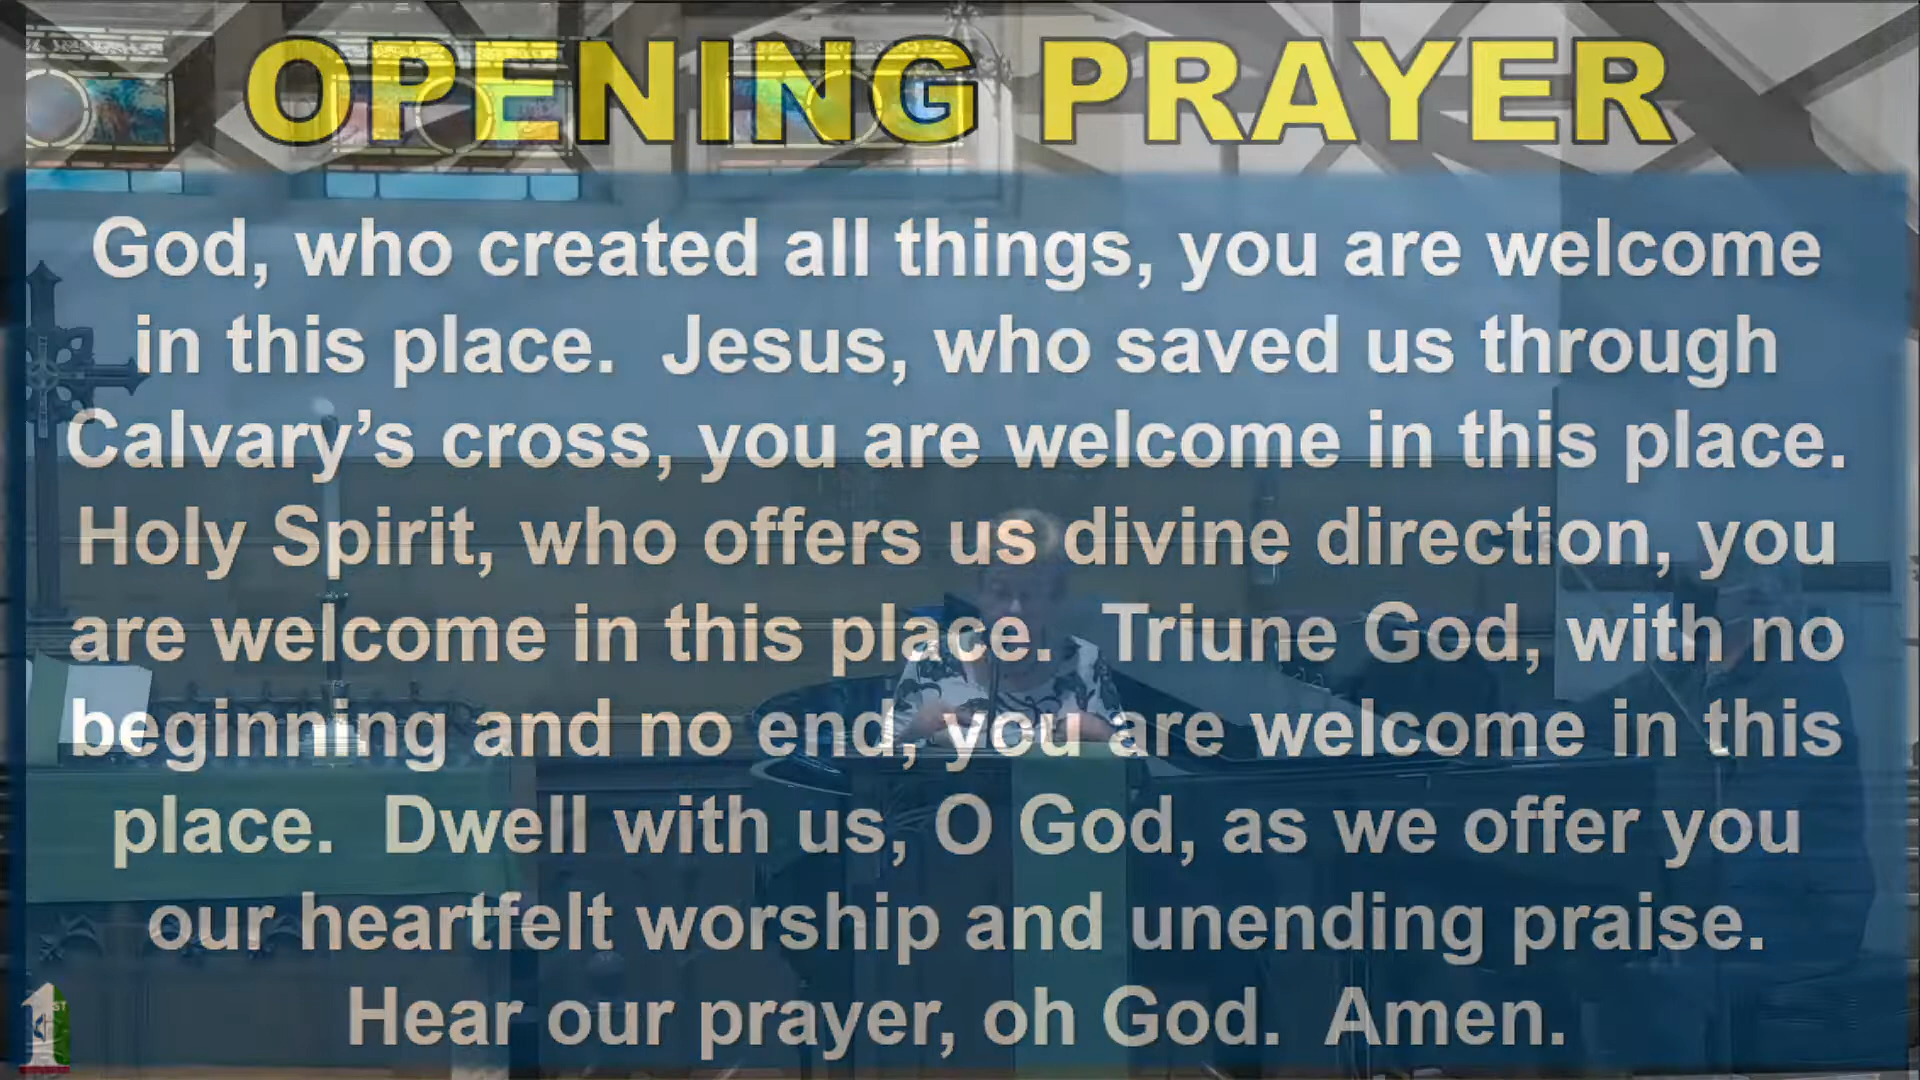 OPENING PRAYER
God, who created all things, you are welcome
in this place.  Jesus, who saved us through
Calvary’s cross, you are welcome in this place.
Holy Spirit, who offers us divine direction, you
are welcome in this place.  Triune God, with no
beginning and no end, you are welcome in this
place.  Dwell with us, O God, as we offer you
our heartfelt worship and unending praise.
Hear our prayer, oh God.  Amen.